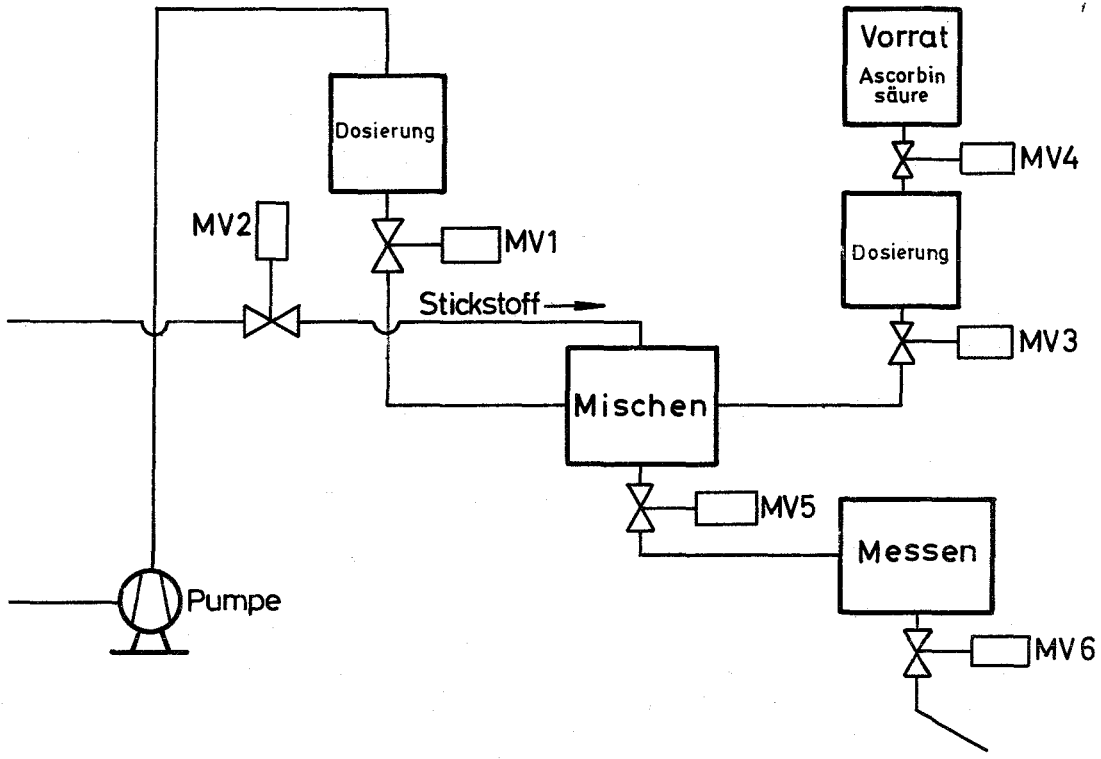 Vorrat
Ascorbin
säure
Dosierung
MV4
MV2
MV1
Dosierung
Stickstoff
MV3
Mischen
MV5
Messen
Pumpe
MV6